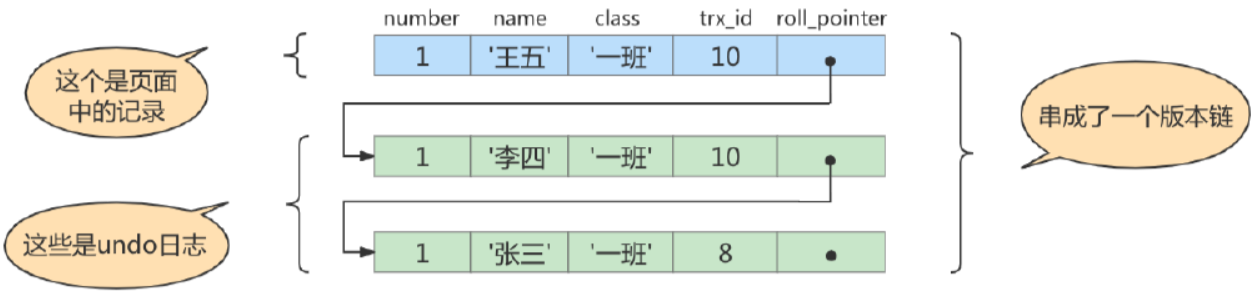 number name class trx_id roll_pointer
1 '王五' '一班' 10
这个是页面
中的记录
串成了一个版本链
1 '李四' '一班' 10
这些是undo日志
1 '张三' '一班' 8